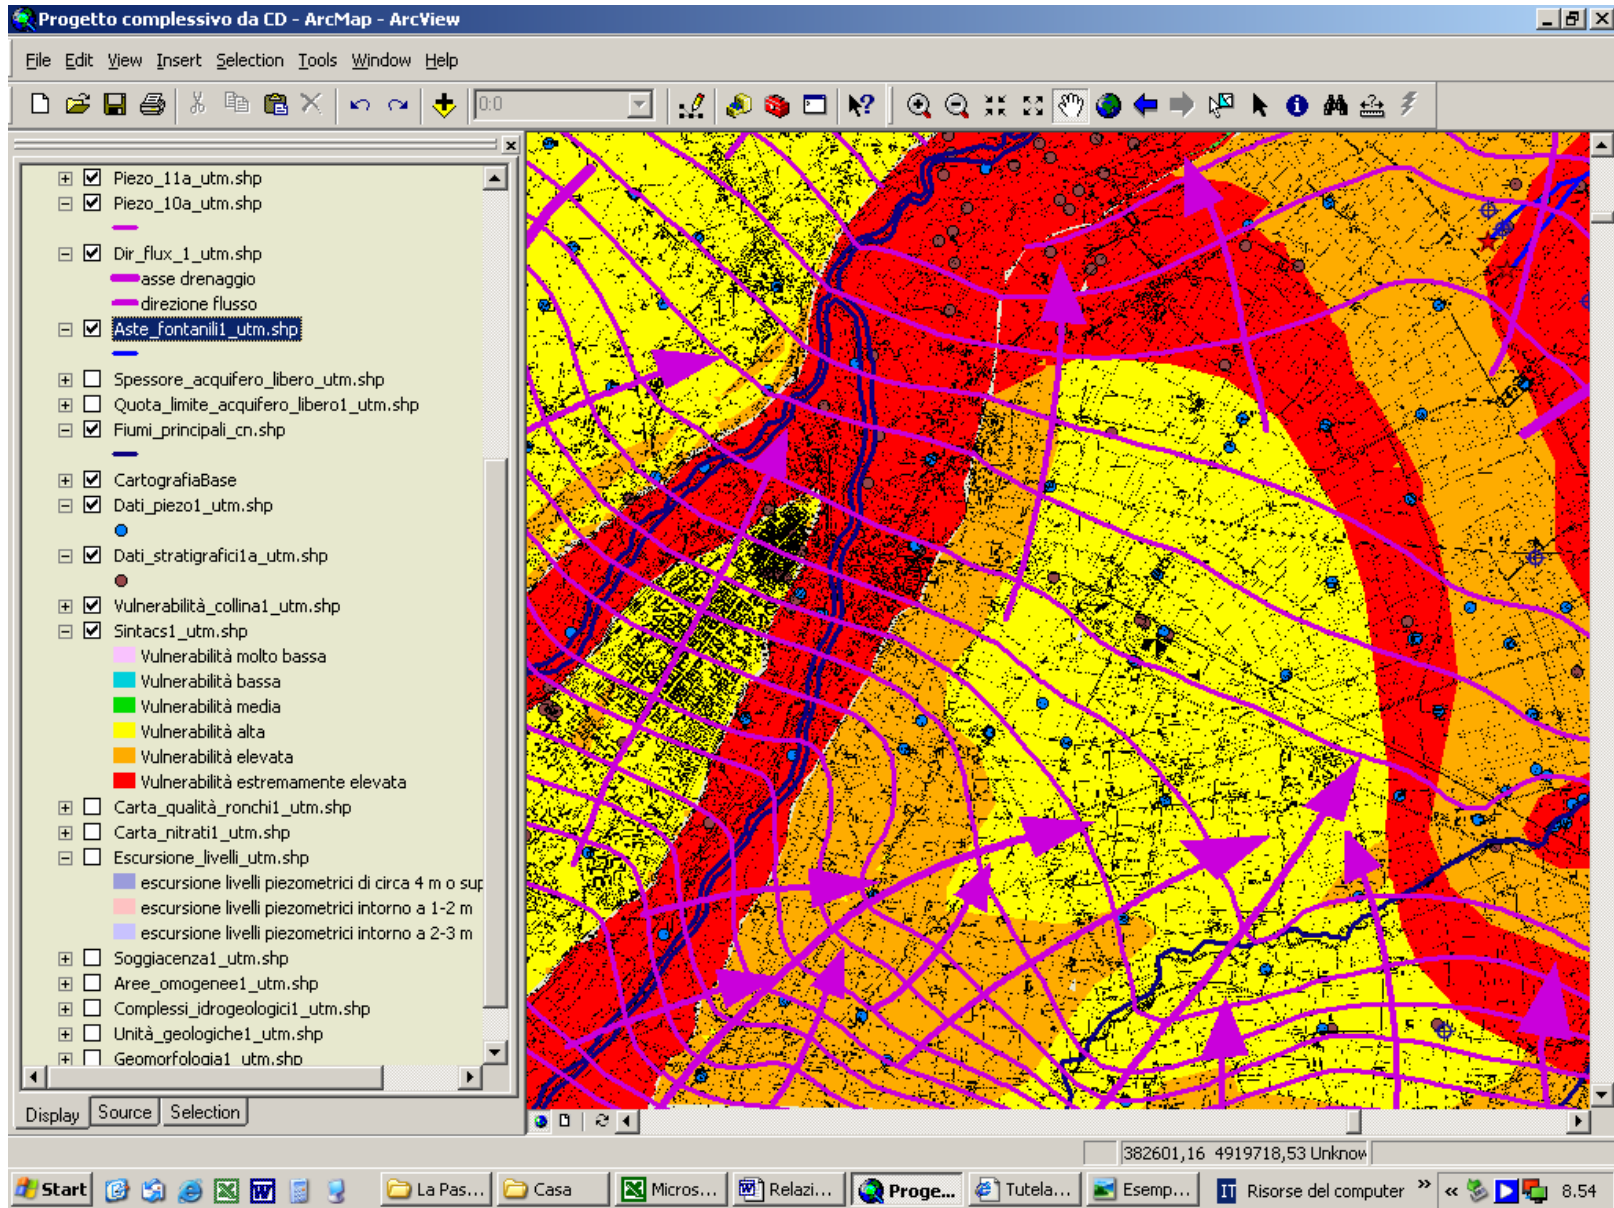 Progetto complessivo da CD - ArcMap - ArcView
File Edit View Insert Selection Tools Window Help
0:0
Piezo_11a_utm.shp
Piezo_10a_utm.shp
Dir_flux_1_utm.shp
asse drenaggio
direzione flusso
Aste_fontanili1_utm.shp
Spessore_acquifero_libero_utm.shp
Quota_limite_acquifero_libero1_utm.shp
Fiumi_principali_cn.shp
CartografiaBase
Dati_piezo1_utm.shp
Dati_stratigrafici1a_utm.shp
Vulnerabilità_collina1_utm.shp
Sintacs1_utm.shp
Vulnerabilità molto bassa
Vulnerabilità bassa
Vulnerabilità media
Vulnerabilità alta
Vulnerabilità elevata
Vulnerabilità estremamente elevata
Carta_qualità_ronchi1_utm.shp
Carta_nitrati1_utm.shp
Escursione_livelli_utm.shp
escursione livelli piezometrici di circa 4 m o sup
escursione livelli piezometrici intorno a 1-2 m
escursione livelli piezometrici intorno a 2-3 m
Soggiacenza1_utm.shp
Aree_omogenee1_utm.shp
Complessi_idrogeologici1_utm.shp
Unità_geologiche1_utm.shp
Geomorfologia1_utm.shp
Display Source Selection
382601,16 4919718,53 Unknow
Start La Pas... Casa Micros... Relazi... Proge... Tutela... Esemp... IT Risorse del computer » « 8.54